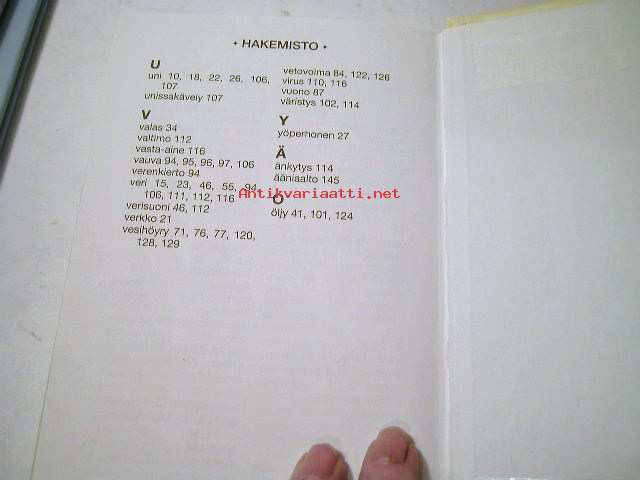 • HAKEMISTO •
U
uni 10, 18, 22, 26, 106,
107
unissakävely 107
V
valas 34
valtimo 112
vasta-aine 116
vauva 94, 95, 96, 97, 106
verenkierto 94
veri 15, 23, 46, 55, 94,
106, 111, 112, 116
verisuoni 46, 112
verkko 21
vesihöyry 71, 76, 77, 120,
128, 129
vetovoima 84, 122, 126
virus 110, 116
vuono 87
väristys 102, 114
Y
yöperhonen 27
Ä
änkytys 114
ääniaalto 145
Antikvariaatti.net
Ö
öljy 41, 101, 124